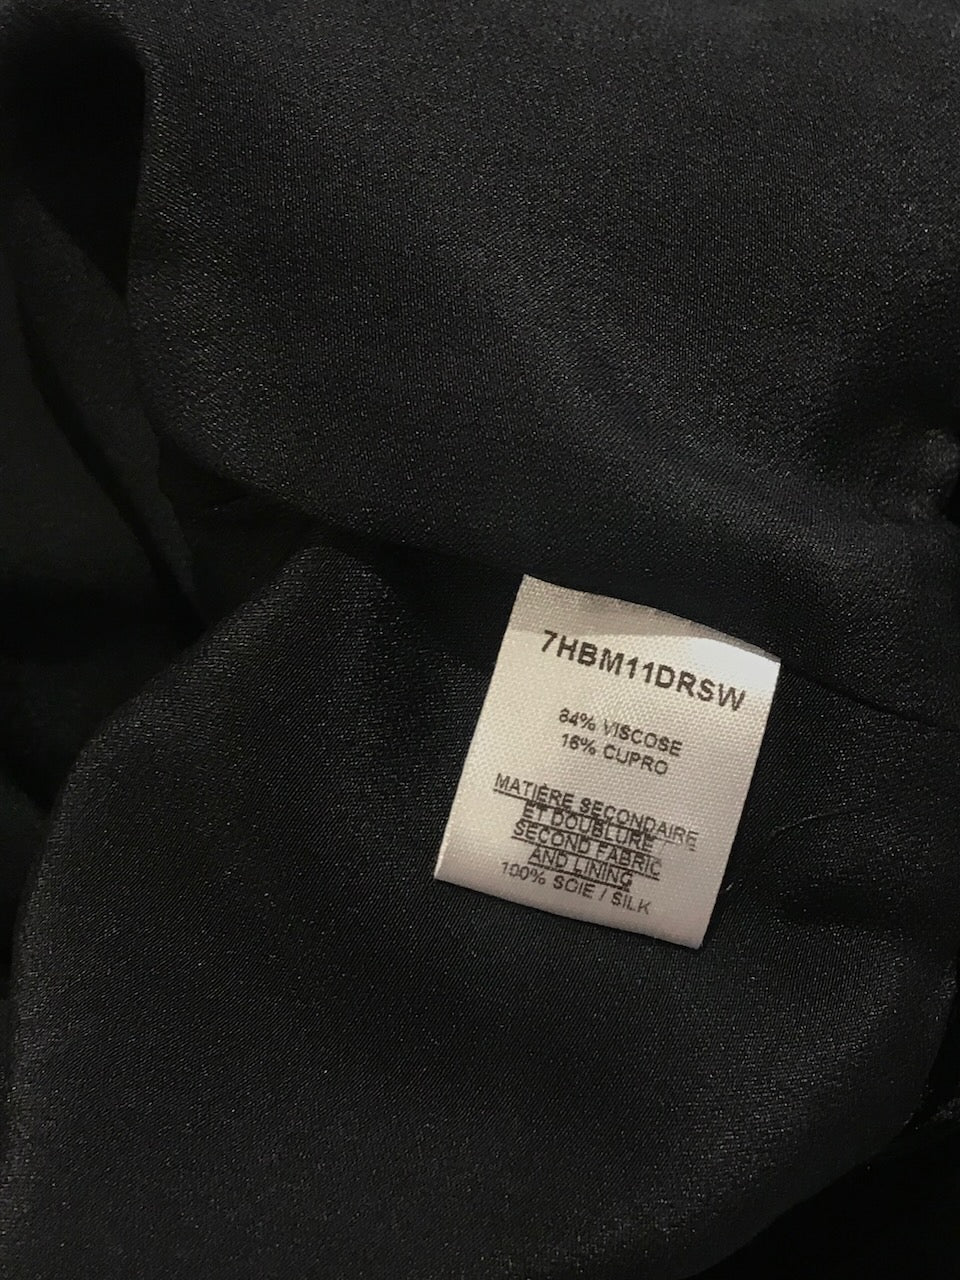 7HBM11DRSW
84% VISCOSE
16% CUPRO
MATIÈRE SECONDAIRE
ET DOUBLURE
SECOND FABRIC
AND LINING
100% SOIE / SILK